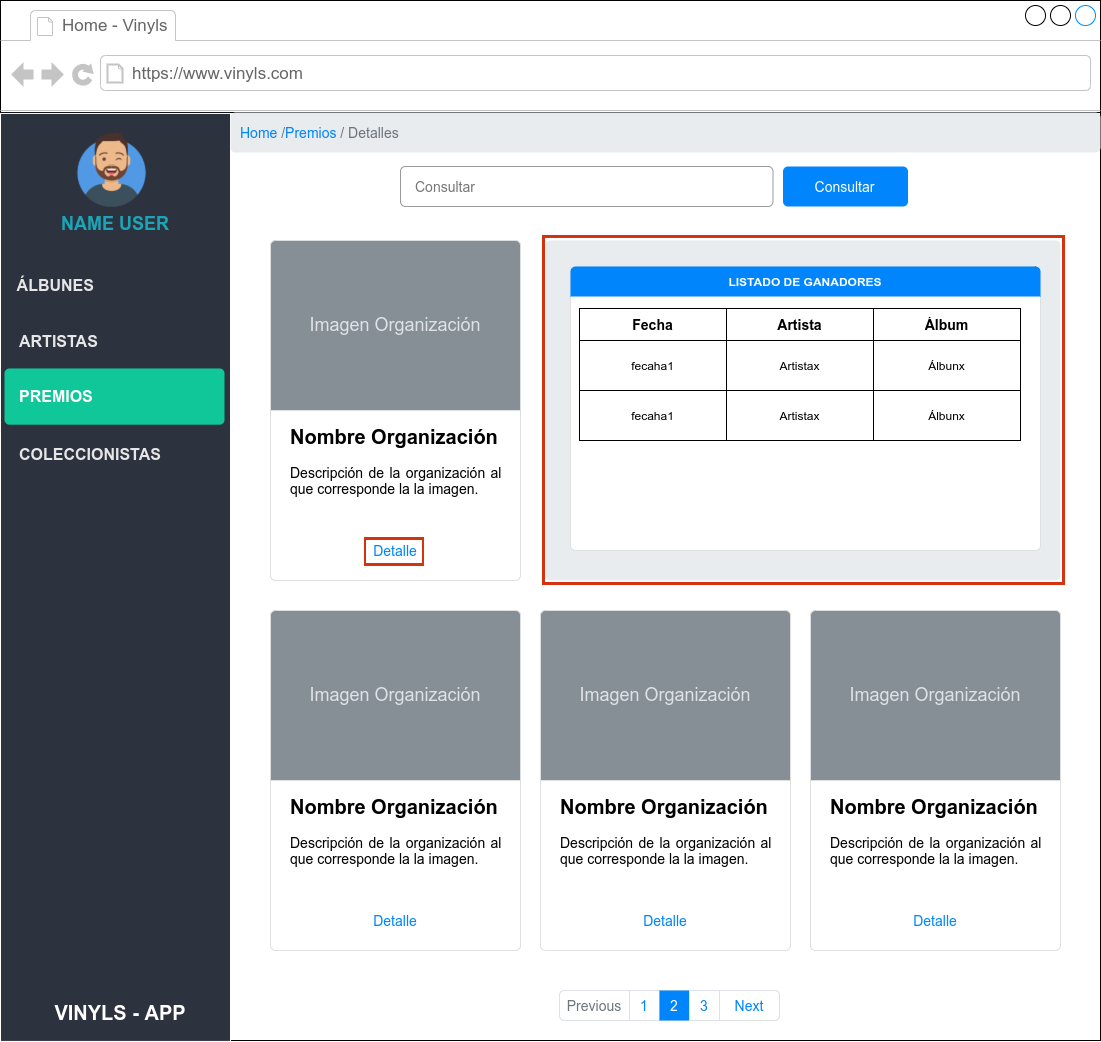 Home - Vinyls
https://www.vinyls.com
NAME USER
ÁLBUNES
ARTISTAS
PREMIOS
COLECCIONISTAS
VINYLS - APP
Home /Premios / Detalles
Consultar
Consultar
Imagen Organización
Nombre Organización
Descripción de la organización al
que corresponde la la imagen.
Detalle
LISTADO DE GANADORES
Fecha Artista Álbum
fecaha1 Artistax Álbunx
fecaha1 Artistax Álbunx
Imagen Organización
Nombre Organización
Descripción de la organización al
que corresponde la la imagen.
Detalle
Imagen Organización
Nombre Organización
Descripción de la organización al
que corresponde la la imagen.
Detalle
Imagen Organización
Nombre Organización
Descripción de la organización al
que corresponde la la imagen.
Detalle
Previous 1 2 3 Next